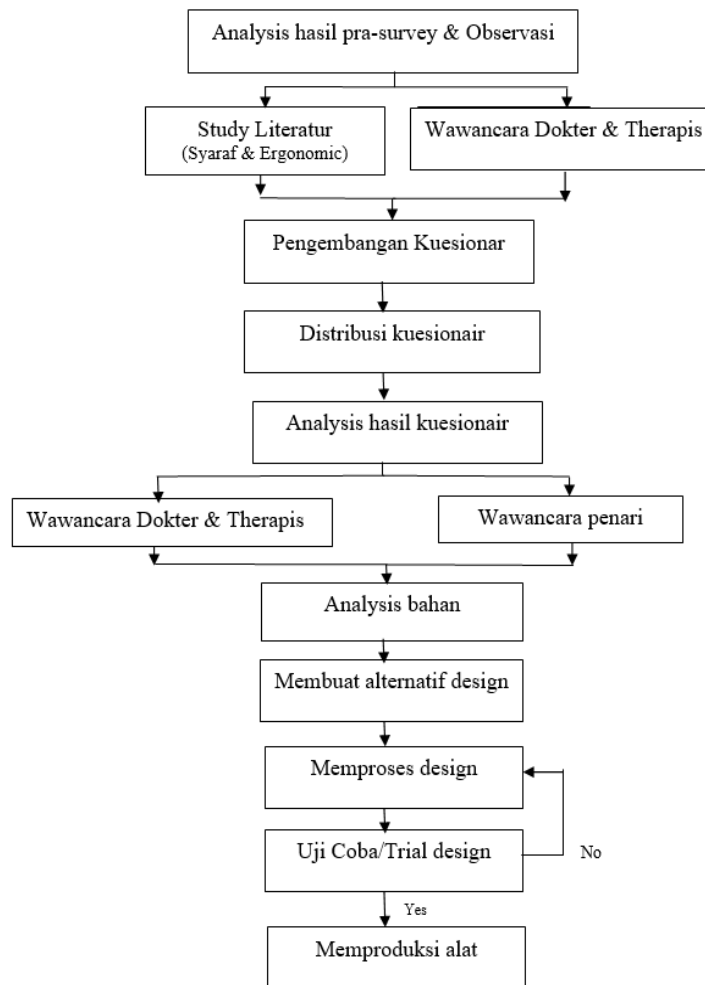 Analysis hasil pra-survey & Observasi
Study Literatur
(Syaraf & Ergonomic)
Wawancara Dokter & Therapis
Pengembangan Kuesionar
Distribusi kuesionair
Analysis hasil kuesionair
Wawancara Dokter & Therapis
Wawancara penari
Analysis bahan
Membuat alternatif design
Memproses design
Uji Coba/Trial design
No
Yes
Memproduksi alat